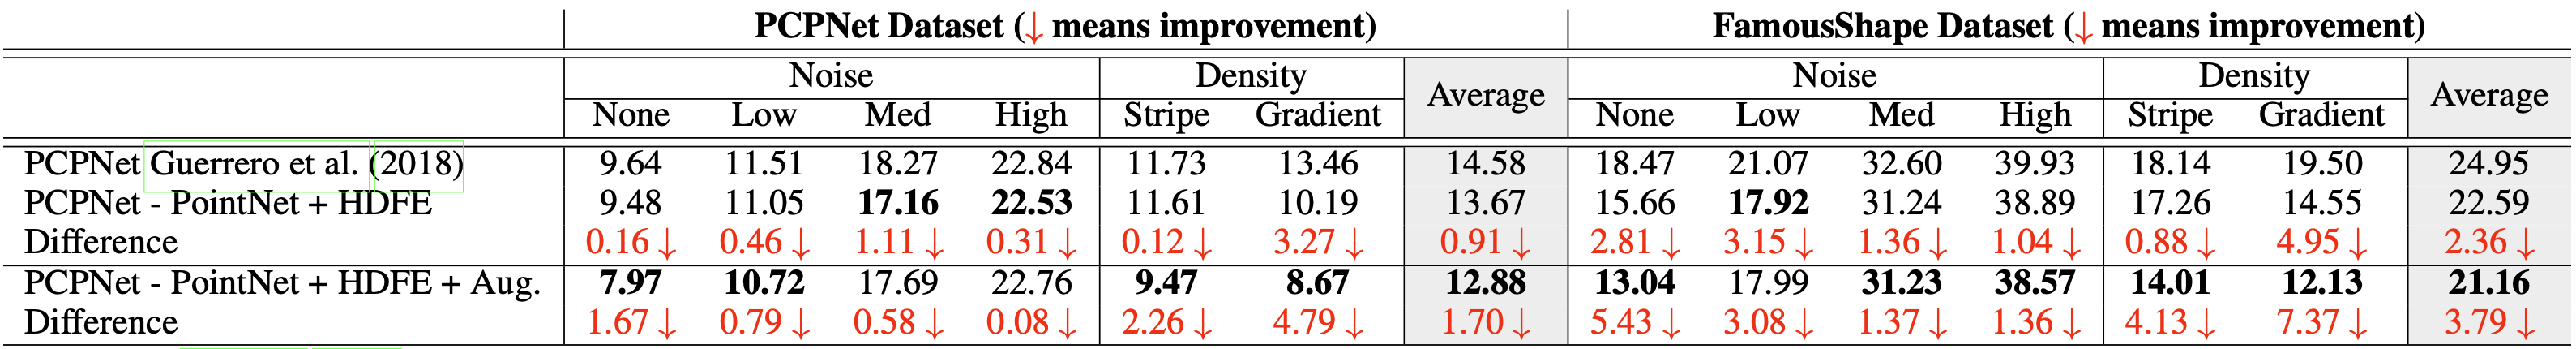 PCPNet Dataset (↓ means improvement) FamousShape Dataset (↓ means improvement)
Noise Density Average Noise Density Average
None Low Med High Stripe Gradient None Low Med High Stripe Gradient
PCPNet Guerrero et al. (2018) 9.64 11.51 18.27 22.84 11.73 13.46 14.58 18.47 21.07 32.60 39.93 18.14 19.50 24.95
PCPNet - PointNet + HDFE 9.48 11.05 17.16 22.53 11.61 10.19 13.67 15.66 17.92 31.24 38.89 17.26 14.55 22.59
Difference 0.16 ↓ 0.46 ↓ 1.11 ↓ 0.31 ↓ 0.12 ↓ 3.27 ↓ 0.91 ↓ 2.81 ↓ 3.15 ↓ 1.36 ↓ 1.04 ↓ 0.88 ↓ 4.95 ↓ 2.36 ↓
PCPNet - PointNet + HDFE + Aug. 7.97 10.72 17.69 22.76 9.47 8.67 12.88 13.04 17.99 31.23 38.57 14.01 12.13 21.16
Difference 1.67 ↓ 0.79 ↓ 0.58 ↓ 0.08 ↓ 2.26 ↓ 4.79 ↓ 1.70 ↓ 5.43 ↓ 3.08 ↓ 1.37 ↓ 1.36 ↓ 4.13 ↓ 7.37 ↓ 3.79 ↓